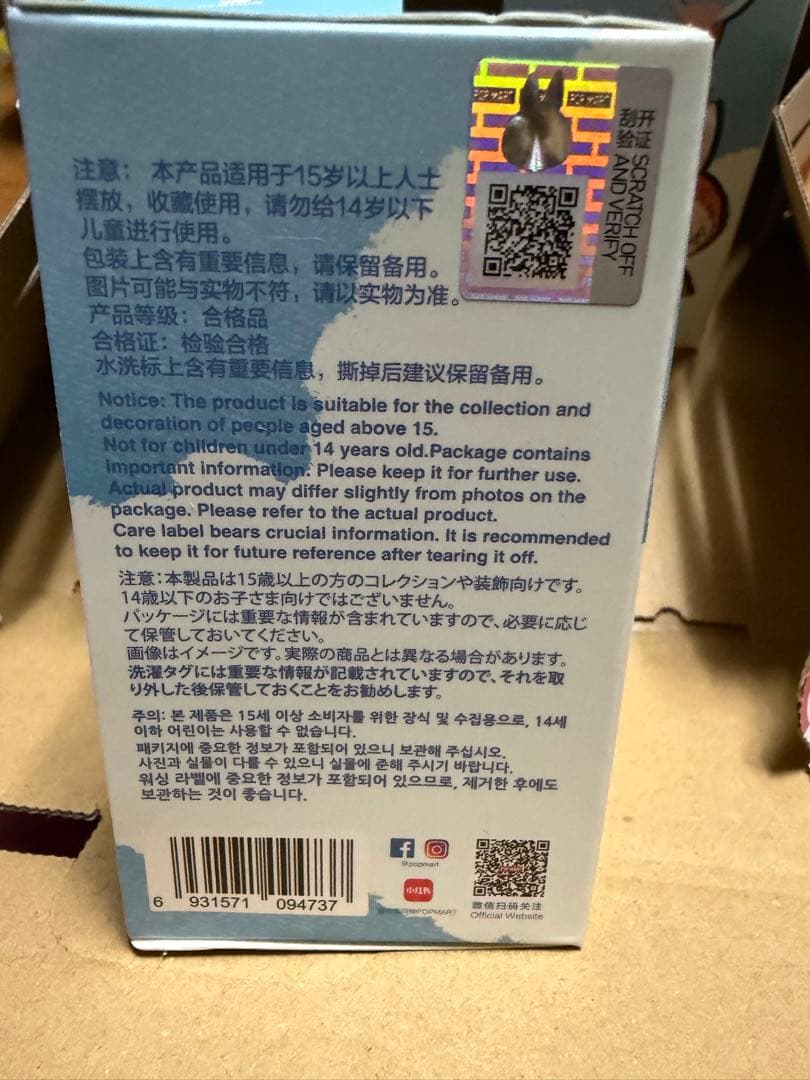 POP MART
POP MART
刮开
验证
SCRATCH OFF
AND VERIFY
注意： 本产品适用于15岁以上人士
摆放，收藏使用，请勿给14岁以下
儿童进行使用。
包装上含有重要信息，请保留备用。
图片可能与实物不符，请以实物为准。
产品等级：合格品
合格证：检验合格
水洗标上含有重要信息，撕掉后建议保留备用。
Notice: The product is suitable for the collection and
decoration of people aged above 15.
Not for children under 14 years old.Package contains
important information. Please keep it for further use.
Actual product may differ slightly from photos on the
package. Please refer to the actual product.
Care label bears crucial information. It is recommended
to keep it for future reference after tearing it off.
注意：本製品は15歳以上の方のコレクションや装飾向けです。
14歳以下のお子さま向けではございません。
パッケージには重要な情報が含まれていますので、必要に応じ
て保管しておいてください。
画像はイメージです。実際の商品とは異なる場合があります。
洗濯タグには重要な情報が記載されていますので、それを取
り外した後保管しておくことをお勧めします。
주의: 본 제품은 15세 이상 소비자를 위한 장식 및 수집용으로, 14세
이하 어린이는 사용할 수 없습니다.
패키지에 중요한 정보가 포함되어 있으니 보관해 주십시오.
사진과 실물이 다를 수 있으니 실물에 준해 주시기 바랍니다.
워싱 라벨에 중요한 정보가 포함되어 있으므로, 제거한 후에도
보관하는 것이 좋습니다.
6 931571 094737
@popmart
小红书
POPMART
微信扫码关注
Official Website